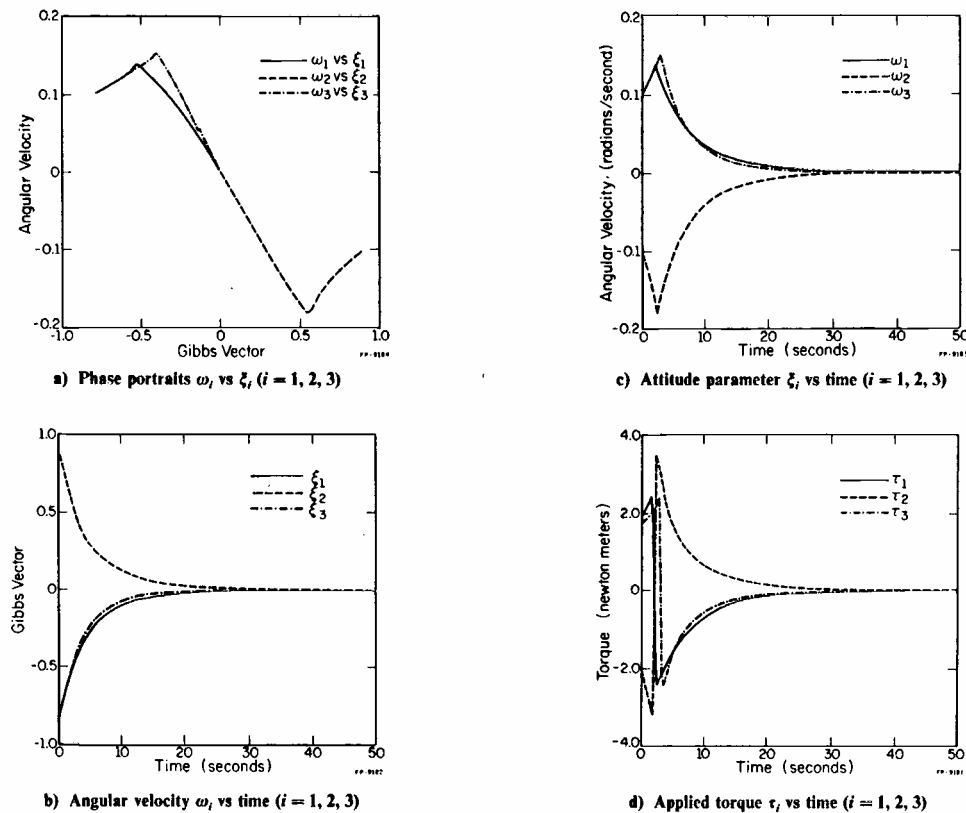 0.2
0.1
0
-0.1
-0.2
Angular Velocity
ω₁ vs ξ₁
ω₂ vs ξ₂
ω₃ vs ξ₃
-1.0 -0.5 0 0.5 1.0
Gibbs Vector
FP-9184
a) Phase portraits ωᵢ vs ξᵢ (i = 1, 2, 3)
0.2
0.1
0
-0.1
-0.2
Angular Velocity. (radians/second)
ω₁
ω₂
ω₃
0 10 20 30 40 50
Time (seconds)
c) Attitude parameter ξᵢ vs time (i = 1, 2, 3)
1.0
0.5
0
-0.5
-1.0
Gibbs Vector
ξ₁
ξ₂
ξ₃
0 10 20 30 40 50
Time (seconds)
FP-9182
b) Angular velocity ωᵢ vs time (i = 1, 2, 3)
4.0
2.0
0
-2.0
-4.0
Torque (newton meters)
τ₁
τ₂
τ₃
0 10 20 30 40 50
Time (seconds)
d) Applied torque τᵢ vs time (i = 1, 2, 3)